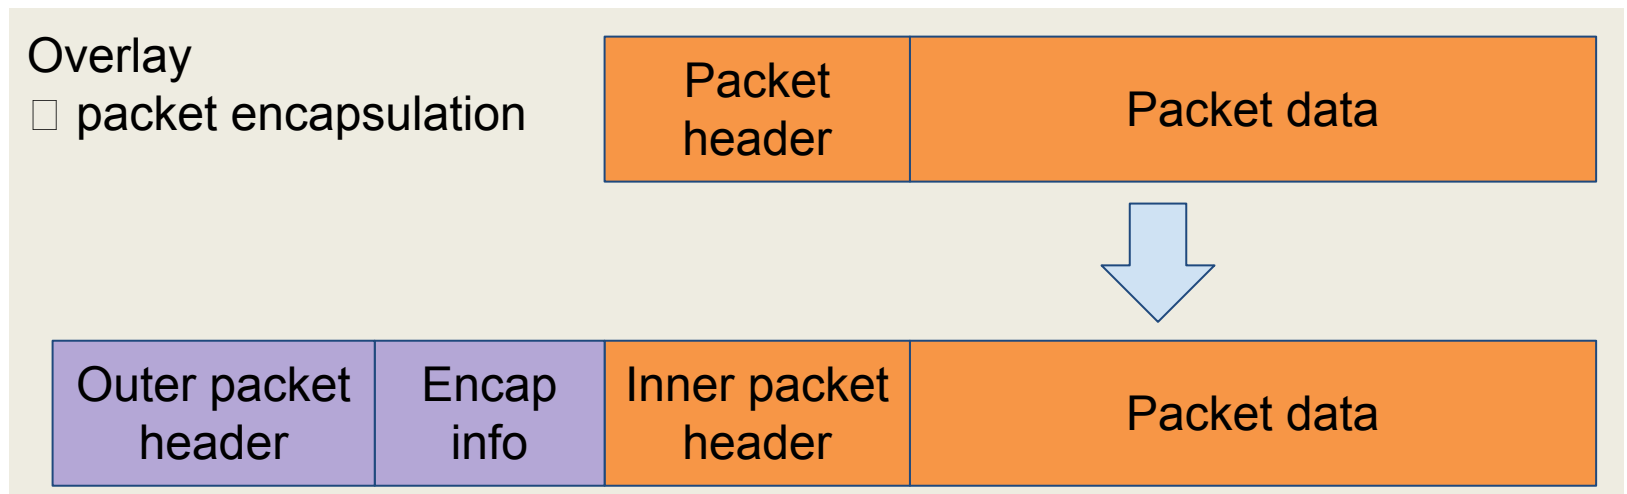 Overlay
□ packet encapsulation
Packet
header
Packet data
Outer packet
header
Encap
info
Inner packet
header
Packet data